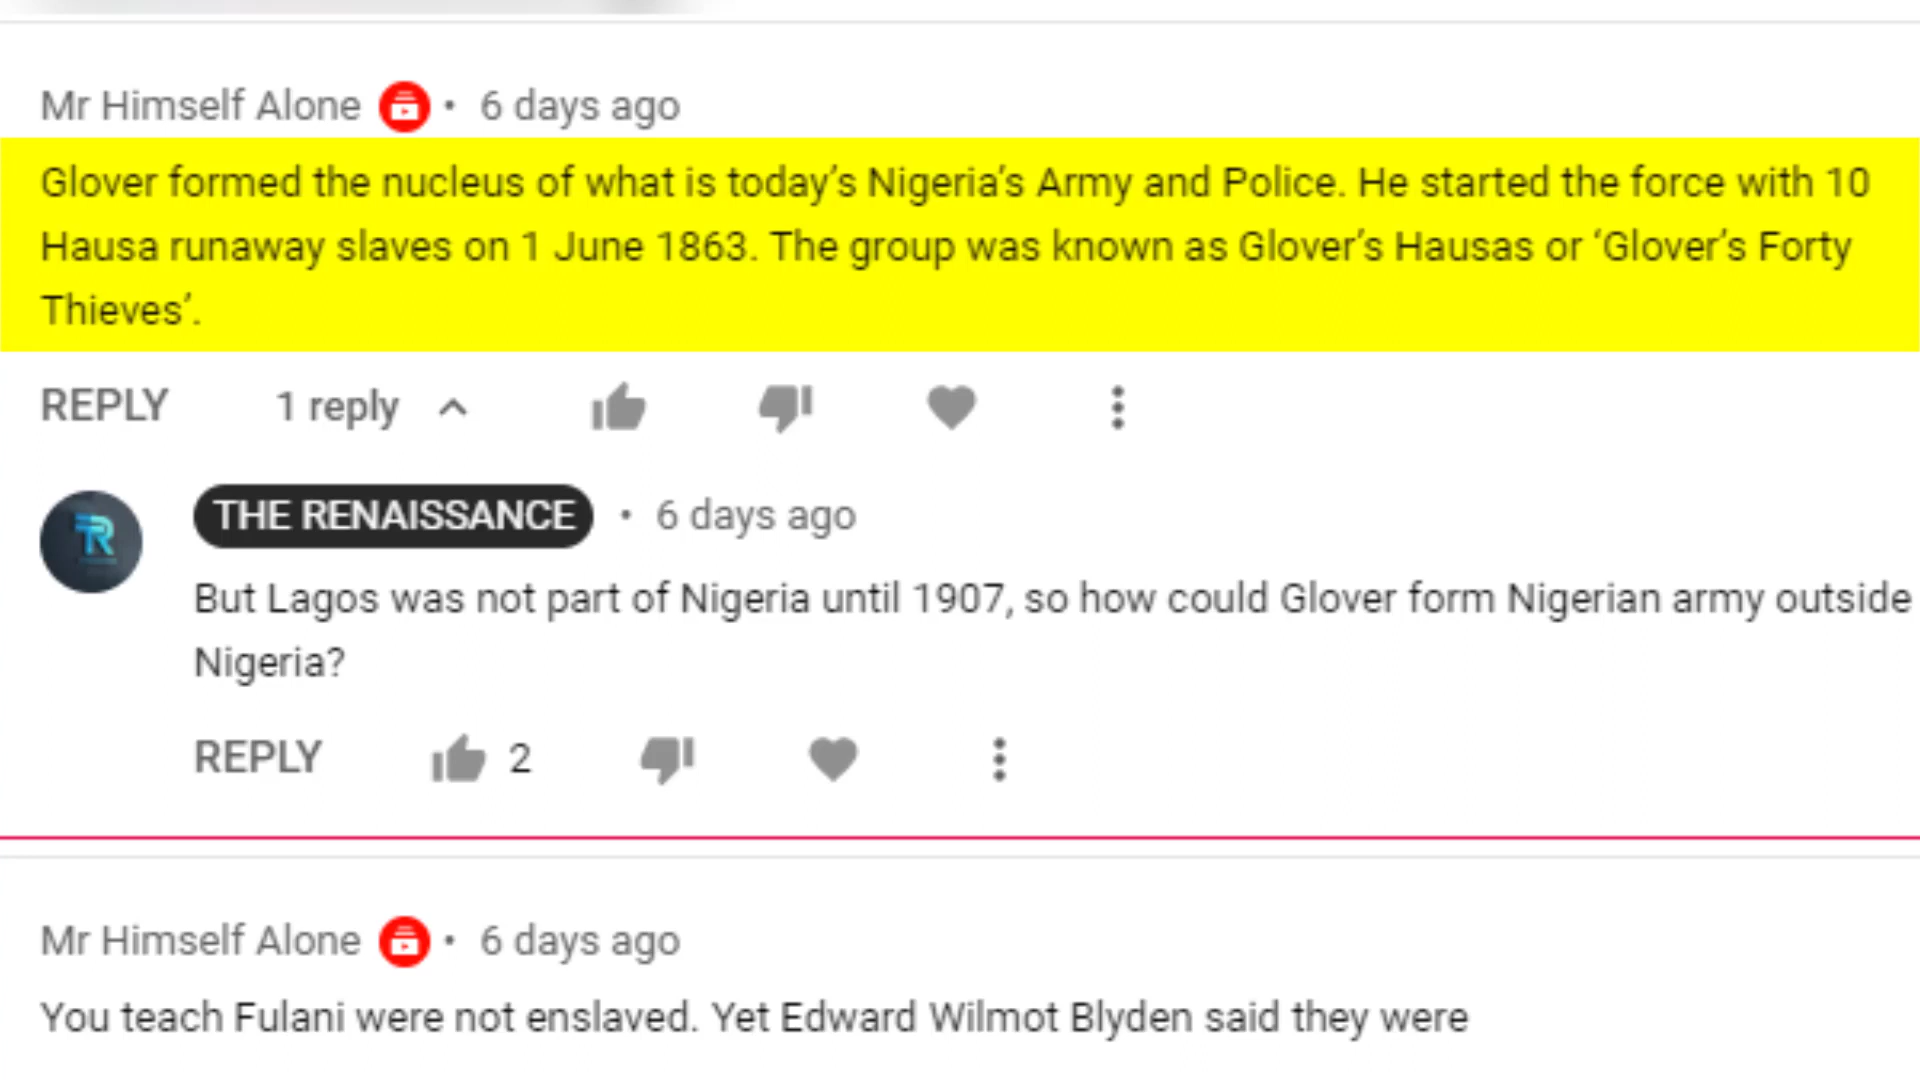 Mr Himself Alone • 6 days ago
Glover formed the nucleus of what is today’s Nigeria’s Army and Police. He started the force with 10
Hausa runaway slaves on 1 June 1863. The group was known as Glover’s Hausas or ‘Glover’s Forty
Thieves’.
REPLY 1 reply
THE RENAISSANCE • 6 days ago
But Lagos was not part of Nigeria until 1907, so how could Glover form Nigerian army outside
Nigeria?
REPLY 2
Mr Himself Alone • 6 days ago
You teach Fulani were not enslaved. Yet Edward Wilmot Blyden said they were